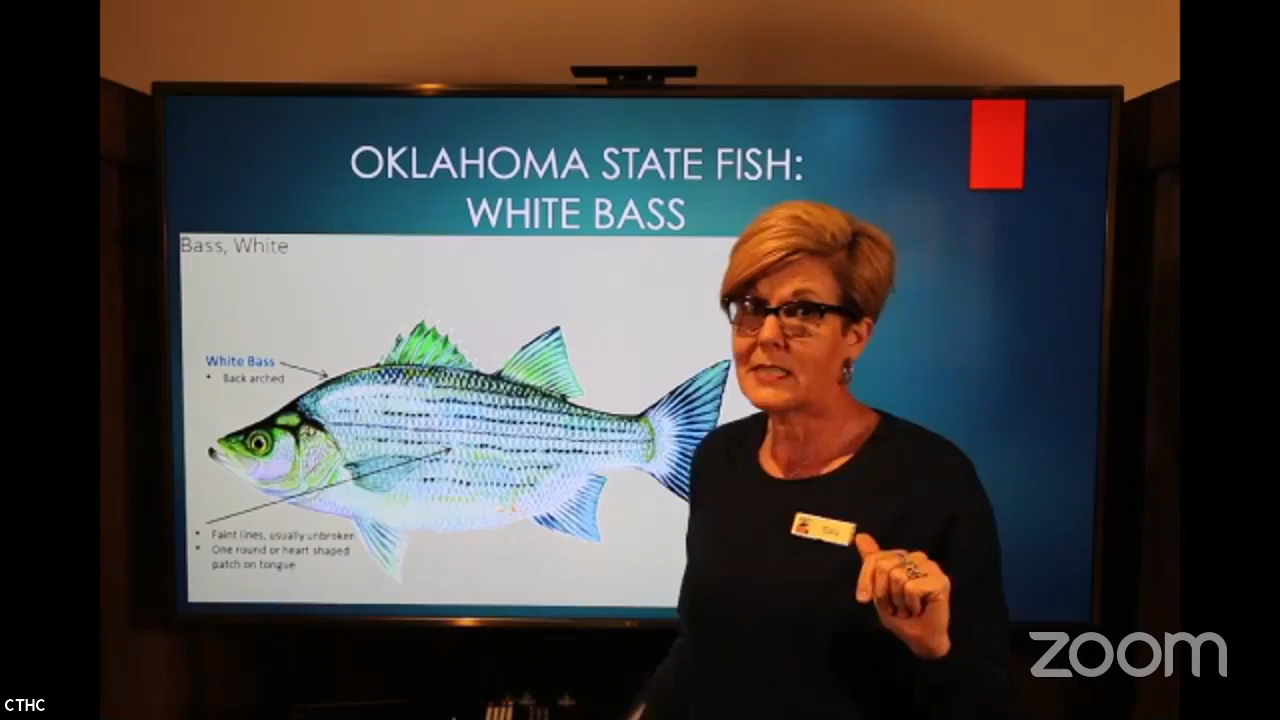 OKLAHOMA STATE FISH:
WHITE BASS
Bass, White
White Bass
• Back arched
• Faint lines, usually unbroken
• One round or heart shaped
patch on tongue
zoom
CTHC